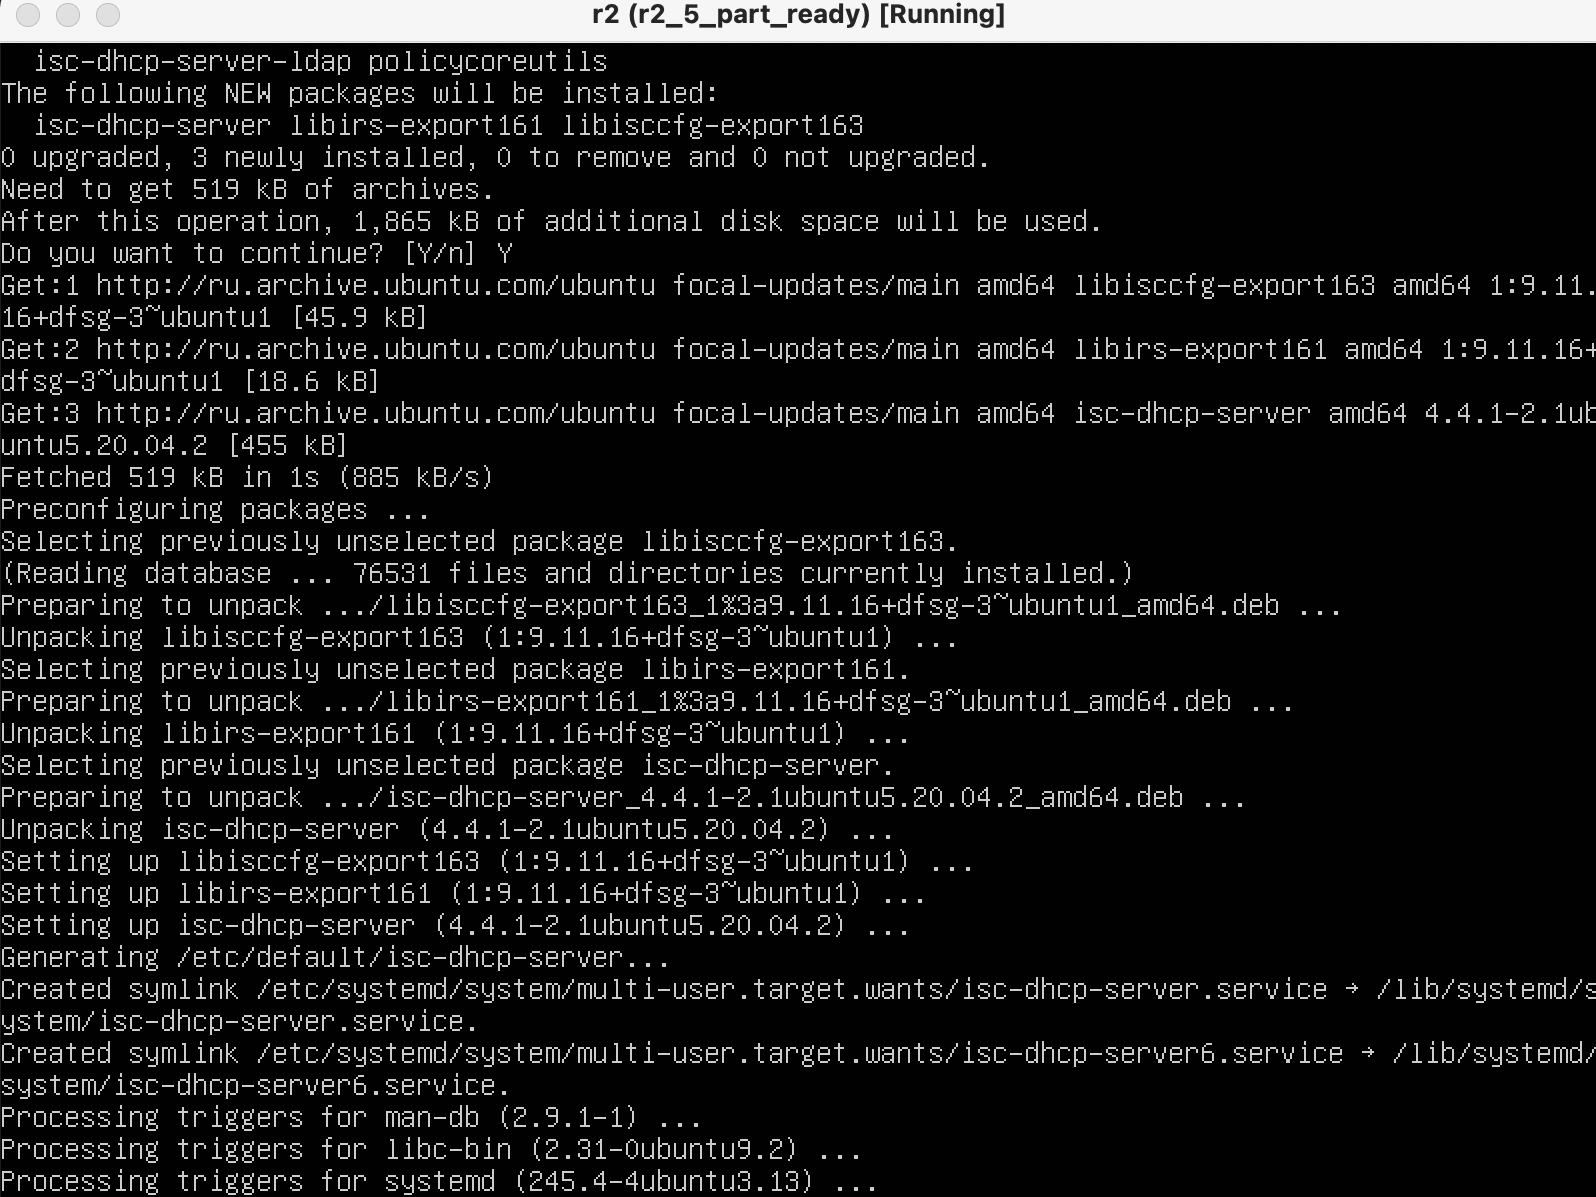 r2 (r2_5_part_ready) [Running]
isc-dhcp-server-ldap policycoreutils
The following NEW packages will be installed:
isc-dhcp-server libirs-export161 libisccfg-export163
0 upgraded, 3 newly installed, 0 to remove and 0 not upgraded.
Need to get 519 kB of archives.
After this operation, 1,865 kB of additional disk space will be used.
Do you want to continue? [Y/n] Y
Get:1 http://ru.archive.ubuntu.com/ubuntu focal-updates/main amd64 libisccfg-export163 amd64 1:9.11.
16+dfsg-3~ubuntu1 [45.9 kB]
Get:2 http://ru.archive.ubuntu.com/ubuntu focal-updates/main amd64 libirs-export161 amd64 1:9.11.16+
dfsg-3~ubuntu1 [18.6 kB]
Get:3 http://ru.archive.ubuntu.com/ubuntu focal-updates/main amd64 isc-dhcp-server amd64 4.4.1-2.1ub
untu5.20.04.2 [455 kB]
Fetched 519 kB in 1s (885 kB/s)
Preconfiguring packages ...
Selecting previously unselected package libisccfg-export163.
(Reading database ... 76531 files and directories currently installed.)
Preparing to unpack .../libisccfg-export163_1%3a9.11.16+dfsg-3~ubuntu1_amd64.deb ...
Unpacking libisccfg-export163 (1:9.11.16+dfsg-3~ubuntu1) ...
Selecting previously unselected package libirs-export161.
Preparing to unpack .../libirs-export161_1%3a9.11.16+dfsg-3~ubuntu1_amd64.deb ...
Unpacking libirs-export161 (1:9.11.16+dfsg-3~ubuntu1) ...
Selecting previously unselected package isc-dhcp-server.
Preparing to unpack .../isc-dhcp-server_4.4.1-2.1ubuntu5.20.04.2_amd64.deb ...
Unpacking isc-dhcp-server (4.4.1-2.1ubuntu5.20.04.2) ...
Setting up libisccfg-export163 (1:9.11.16+dfsg-3~ubuntu1) ...
Setting up libirs-export161 (1:9.11.16+dfsg-3~ubuntu1) ...
Setting up isc-dhcp-server (4.4.1-2.1ubuntu5.20.04.2) ...
Generating /etc/default/isc-dhcp-server...
Created symlink /etc/systemd/system/multi-user.target.wants/isc-dhcp-server.service → /lib/systemd/s
ystem/isc-dhcp-server.service.
Created symlink /etc/systemd/system/multi-user.target.wants/isc-dhcp-server6.service → /lib/systemd/
system/isc-dhcp-server6.service.
Processing triggers for man-db (2.9.1-1) ...
Processing triggers for libc-bin (2.31-0ubuntu9.2) ...
Processing triggers for systemd (245.4-4ubuntu3.13) ...